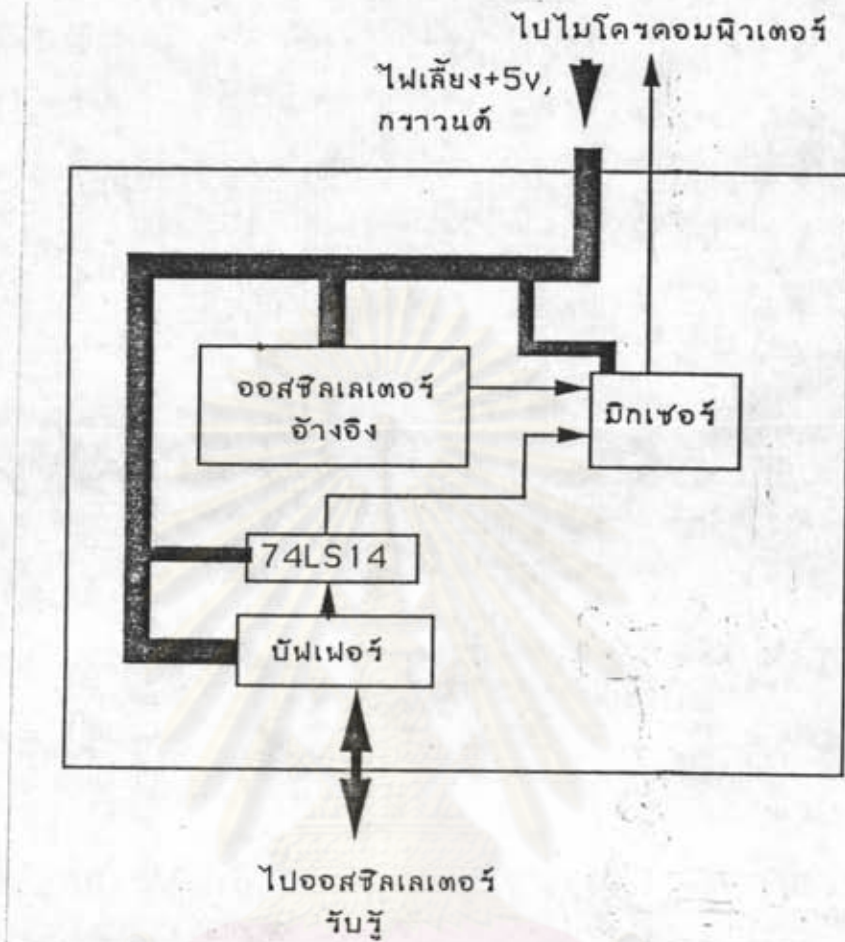 ไปไมโครคอมพิวเตอร์
ไฟเลี้ยง+5v,
กราวนด์
ออสซิลเลเตอร์
อ้างอิง
มิกเซอร์
74LS14
บัฟเฟอร์
ไปออสซิลเลเตอร์
รับรู้